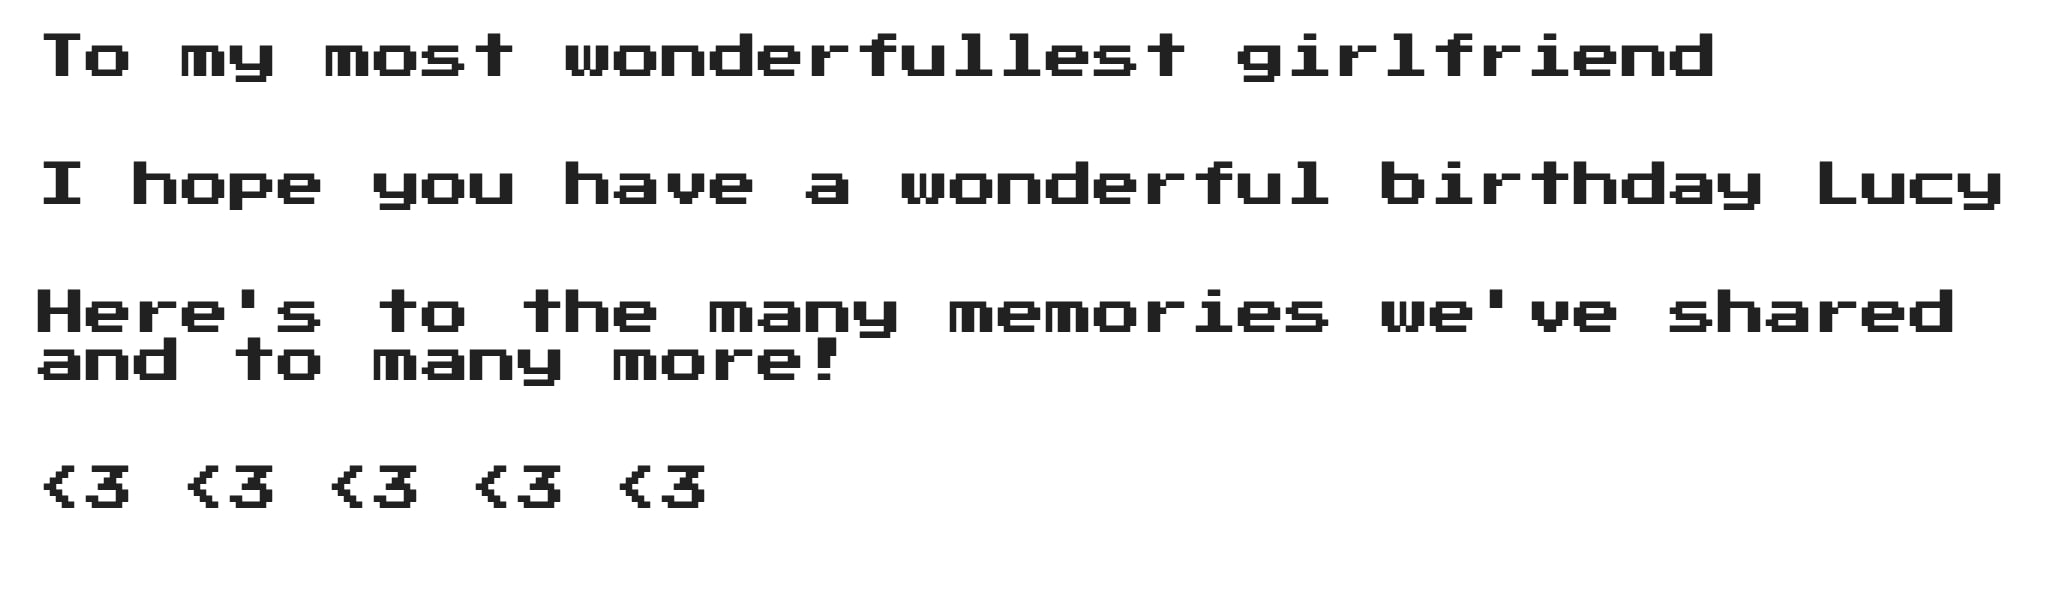 To my most wonderfullest girlfriend
I hope you have a wonderful birthday Lucy
Here's to the many memories we've shared
and to many more!
<3 <3 <3 <3 <3